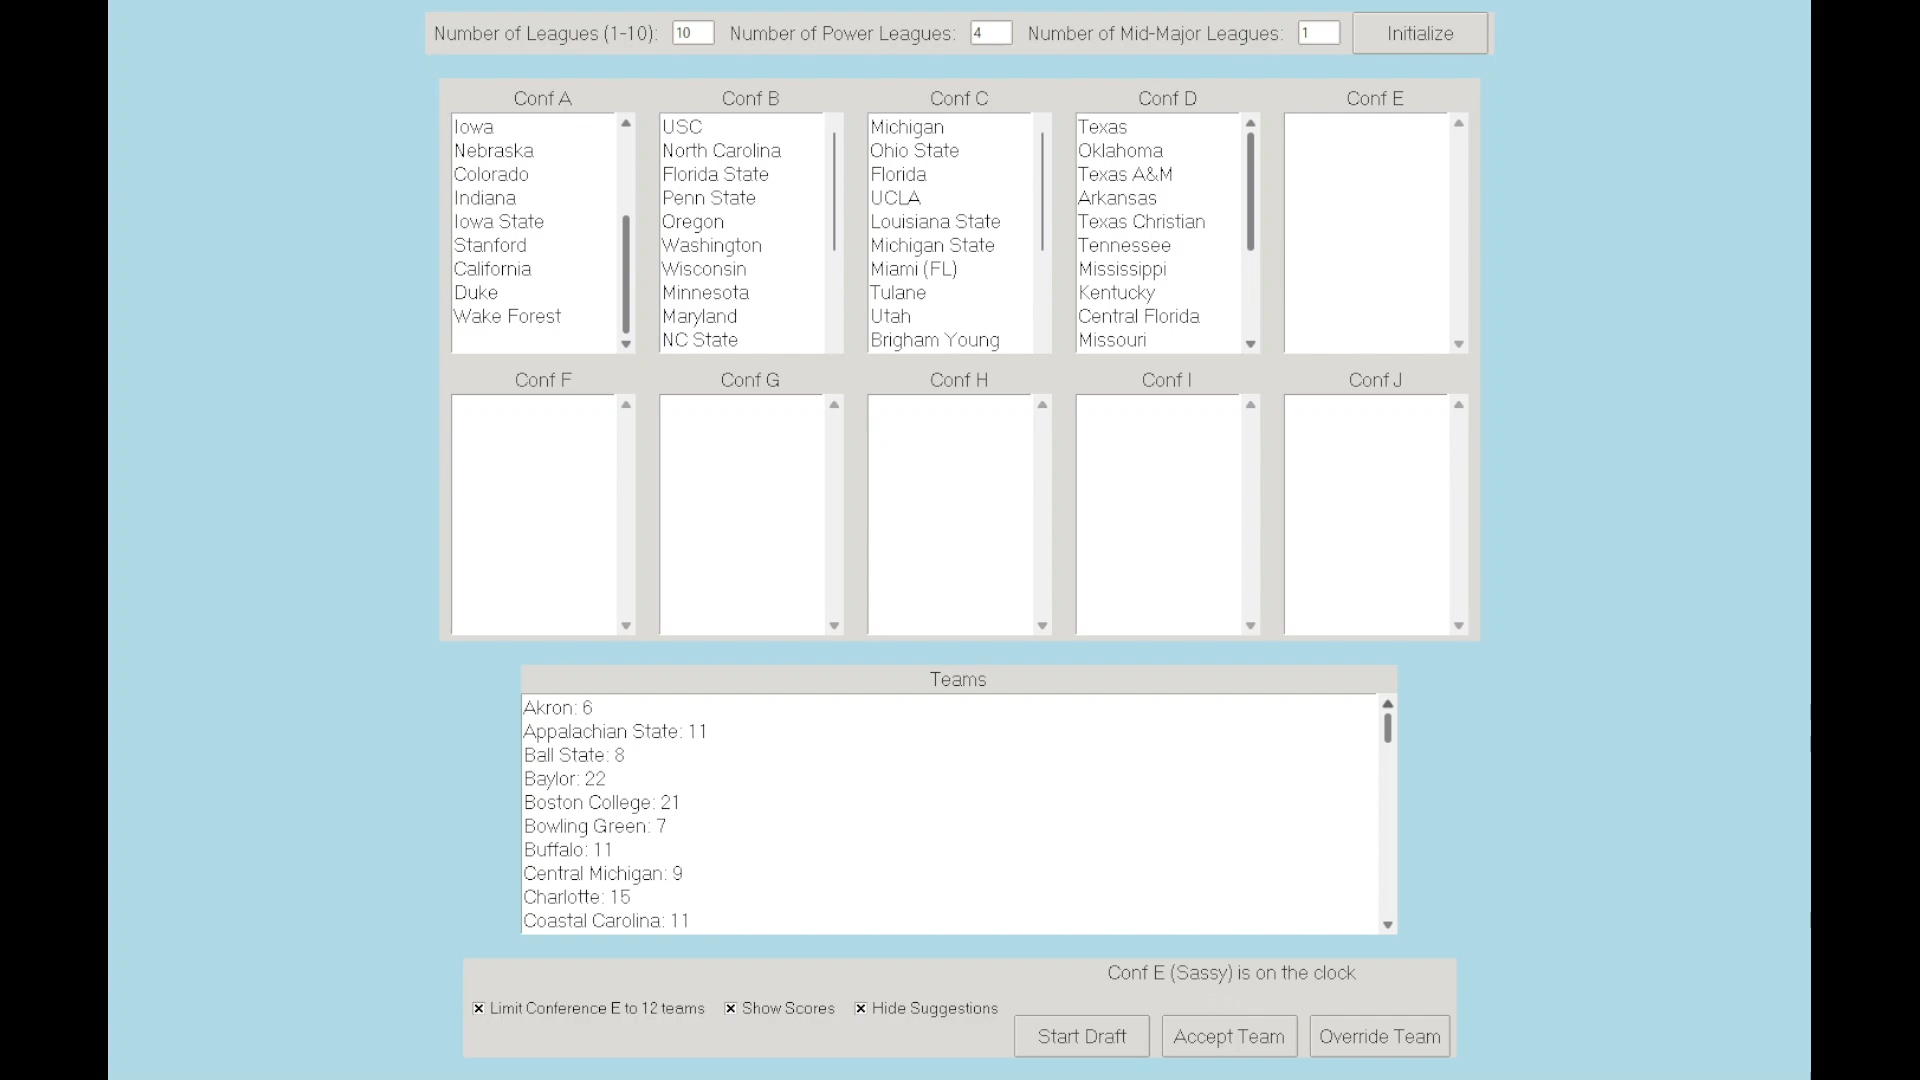 Number of Leagues (1-10): 10 Number of Power Leagues: 4 Number of Mid-Major Leagues: 1 Initialize
Conf A
Iowa
Nebraska
Colorado
Indiana
Iowa State
Stanford
California
Duke
Wake Forest
Conf B
USC
North Carolina
Florida State
Penn State
Oregon
Washington
Wisconsin
Minnesota
Maryland
NC State
Conf C
Michigan
Ohio State
Florida
UCLA
Louisiana State
Michigan State
Miami (FL)
Tulane
Utah
Brigham Young
Conf D
Texas
Oklahoma
Texas A&M
Arkansas
Texas Christian
Tennessee
Mississippi
Kentucky
Central Florida
Missouri
Conf E
Conf F
Conf G
Conf H
Conf I
Conf J
Teams
Akron: 6
Appalachian State: 11
Ball State: 8
Baylor: 22
Boston College: 21
Bowling Green: 7
Buffalo: 11
Central Michigan: 9
Charlotte: 15
Coastal Carolina: 11
Conf E (Sassy) is on the clock
Limit Conference E to 12 teams Show Scores Hide Suggestions
Start Draft Accept Team Override Team